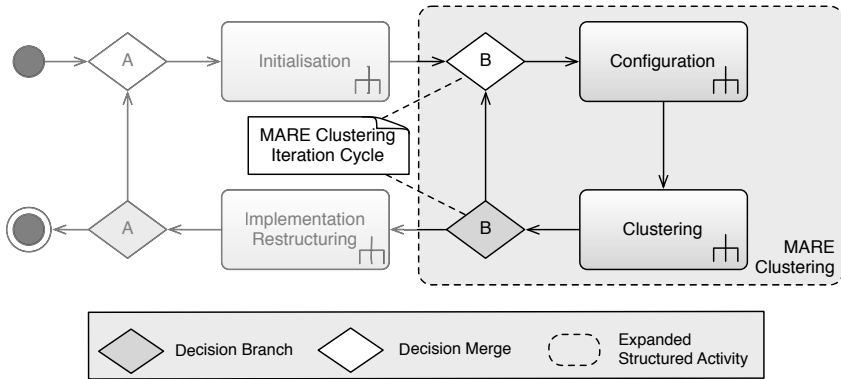 A
Initialisation
B
Configuration
MARE Clustering
Iteration Cycle
A
Implementation
Restructuring
B
Clustering
MARE
Clustering
Decision Branch
Decision Merge
Expanded
Structured Activity